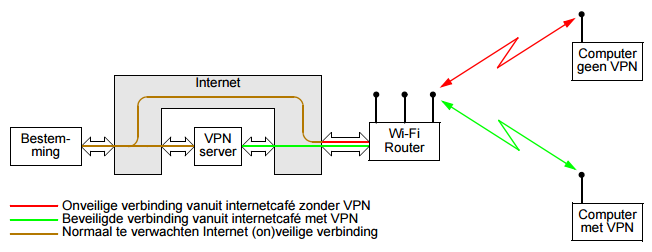 Computer
geen VPN
Internet
Bestem-
ming
VPN
server
Wi-Fi
Router
Computer
met VPN
Onveilige verbinding vanuit internetcafé zonder VPN
Beveiligde verbinding vanuit internetcafé met VPN
Normaal te verwachten Internet (on)veilige verbinding